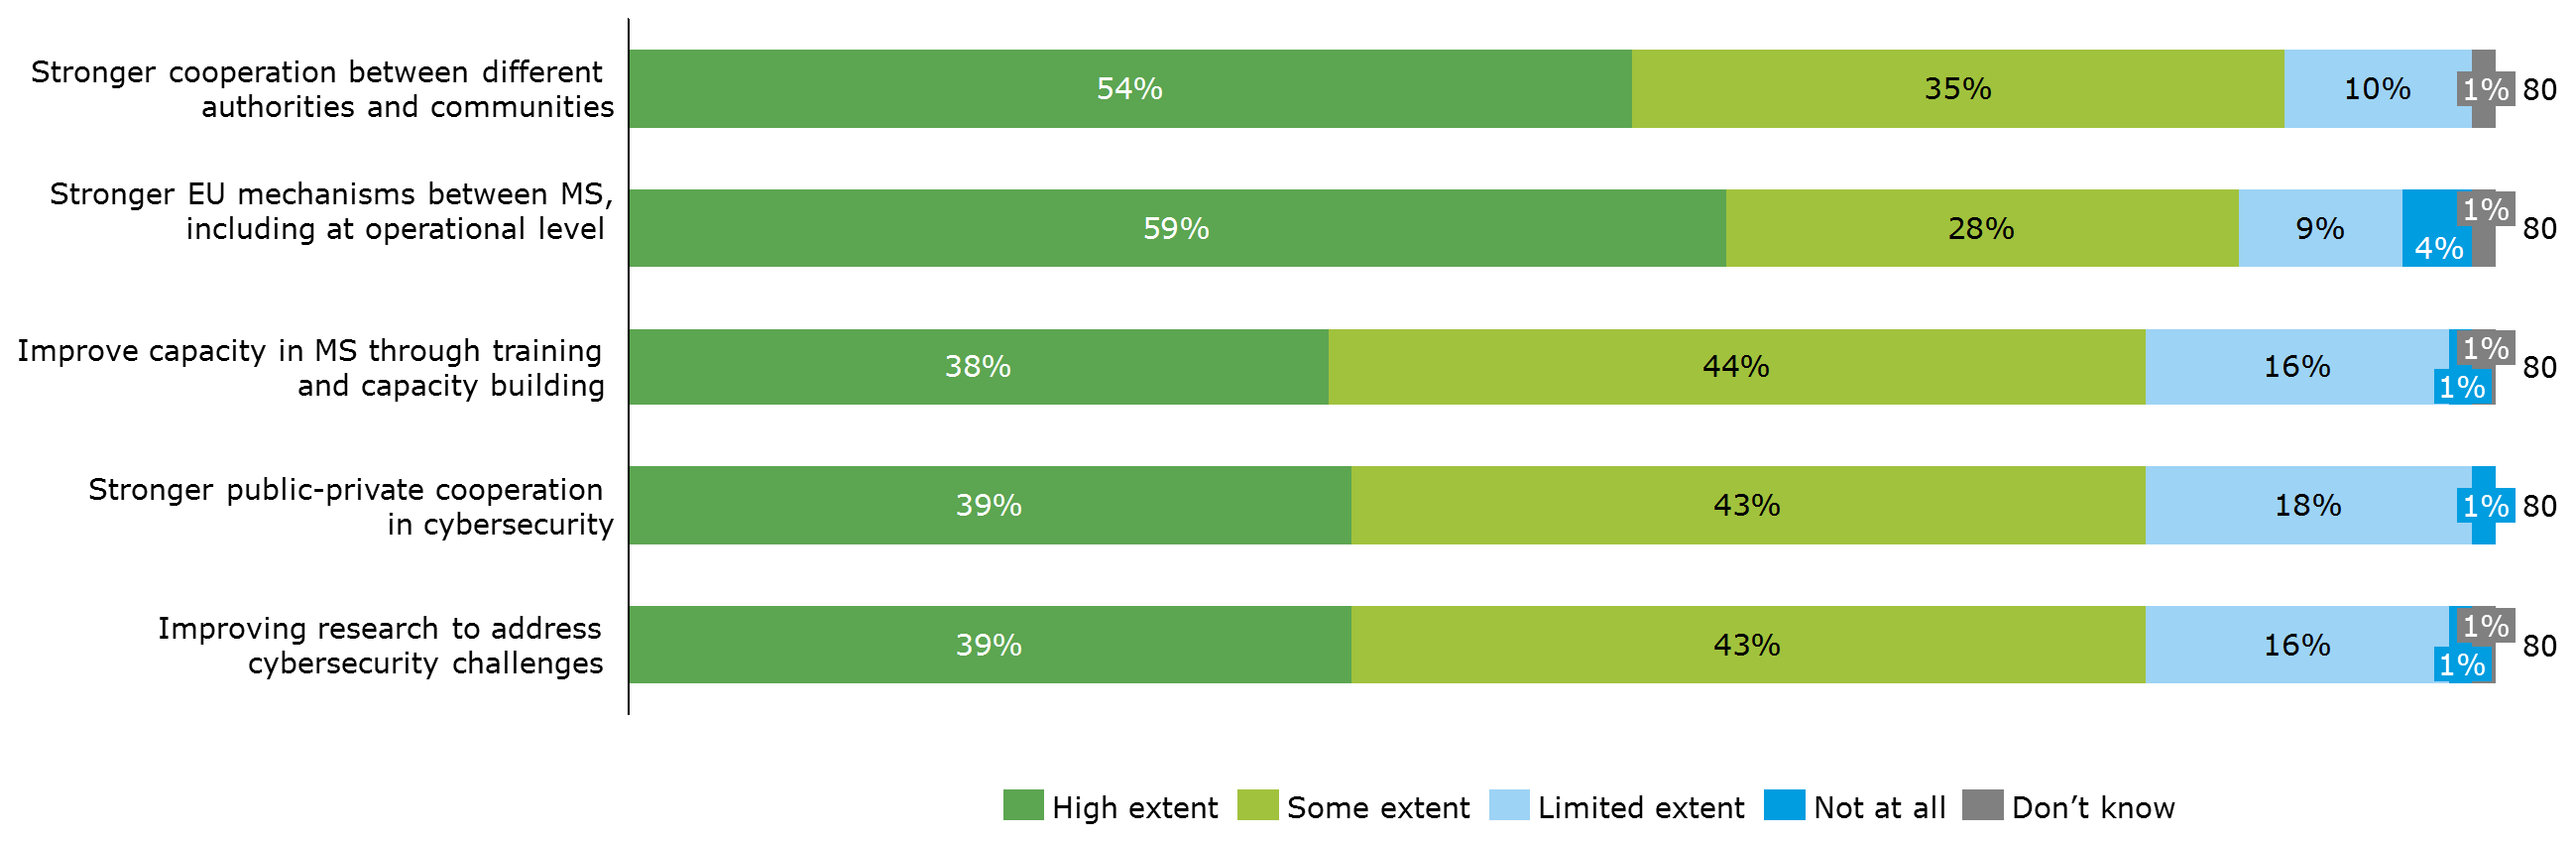 Stronger cooperation between different
authorities and communities
54%
35%
10%
1%
80
Stronger EU mechanisms between MS,
including at operational level
59%
28%
9%
4%
1%
80
Improve capacity in MS through training
and capacity building
38%
44%
16%
1%
1%
80
Stronger public-private cooperation
in cybersecurity
39%
43%
18%
1%
80
Improving research to address
cybersecurity challenges
39%
43%
16%
1%
1%
80
High extent
Some extent
Limited extent
Not at all
Don’t know